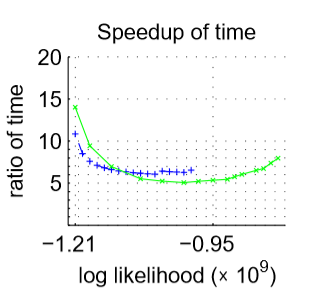 Speedup of time
20
15
10
5
ratio of time
−1.21 −0.95
log likelihood (× 10⁹)